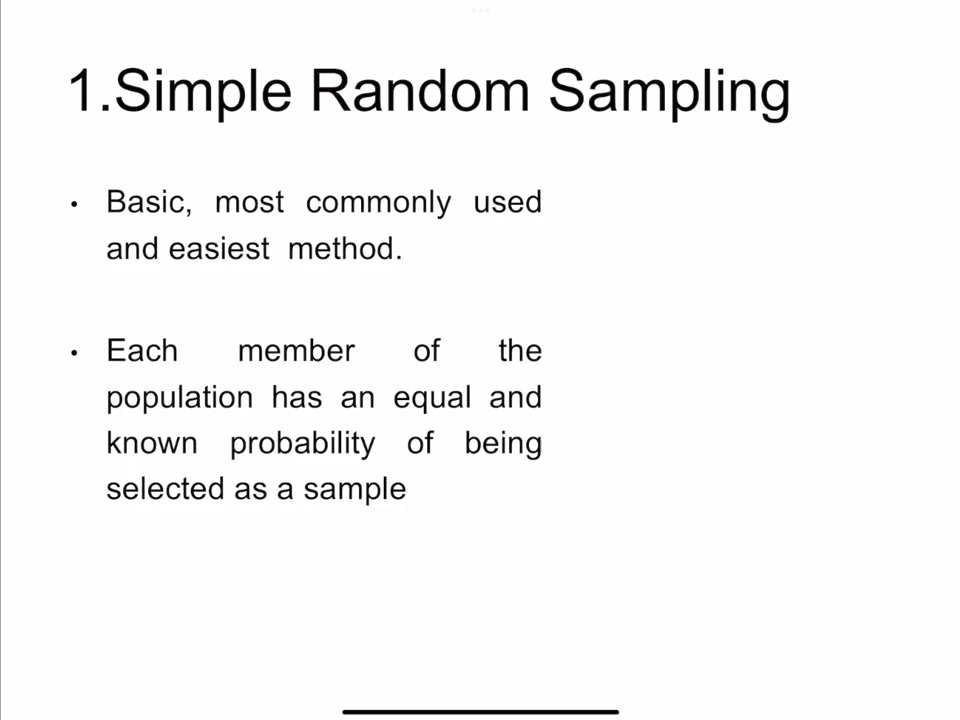 1.Simple Random Sampling
• Basic, most commonly used
and easiest method.
• Each member of the
population has an equal and
known probability of being
selected as a sample